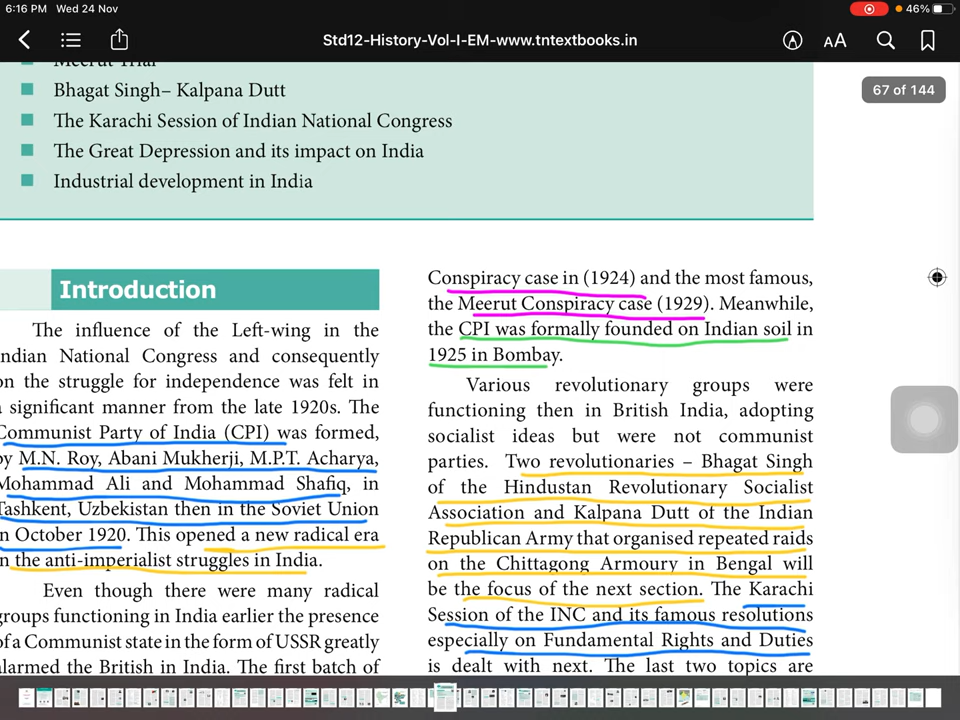 6:16 PM Wed 24 Nov
46%
Std12-History-Vol-I-EM-www.tntextbooks.in
AA
67 of 144
Meerut Trial
Bhagat Singh– Kalpana Dutt
The Karachi Session of Indian National Congress
The Great Depression and its impact on India
Industrial development in India
Introduction
The influence of the Left-wing in the
ndian National Congress and consequently
on the struggle for independence was felt in
a significant manner from the late 1920s. The
Communist Party of India (CPI) was formed,
by M.N. Roy, Abani Mukherji, M.P.T. Acharya,
Mohammad Ali and Mohammad Shafiq, in
Tashkent, Uzbekistan then in the Soviet Union
n October 1920. This opened a new radical era
n the anti-imperialist struggles in India.
Even though there were many radical
groups functioning in India earlier the presence
of a Communist state in the form of USSR greatly
alarmed the British in India. The first batch of
Conspiracy case in (1924) and the most famous,
the Meerut Conspiracy case (1929). Meanwhile,
the CPI was formally founded on Indian soil in
1925 in Bombay.
Various revolutionary groups were
functioning then in British India, adopting
socialist ideas but were not communist
parties. Two revolutionaries – Bhagat Singh
of the Hindustan Revolutionary Socialist
Association and Kalpana Dutt of the Indian
Republican Army that organised repeated raids
on the Chittagong Armoury in Bengal will
be the focus of the next section. The Karachi
Session of the INC and its famous resolutions
especially on Fundamental Rights and Duties
is dealt with next. The last two topics are